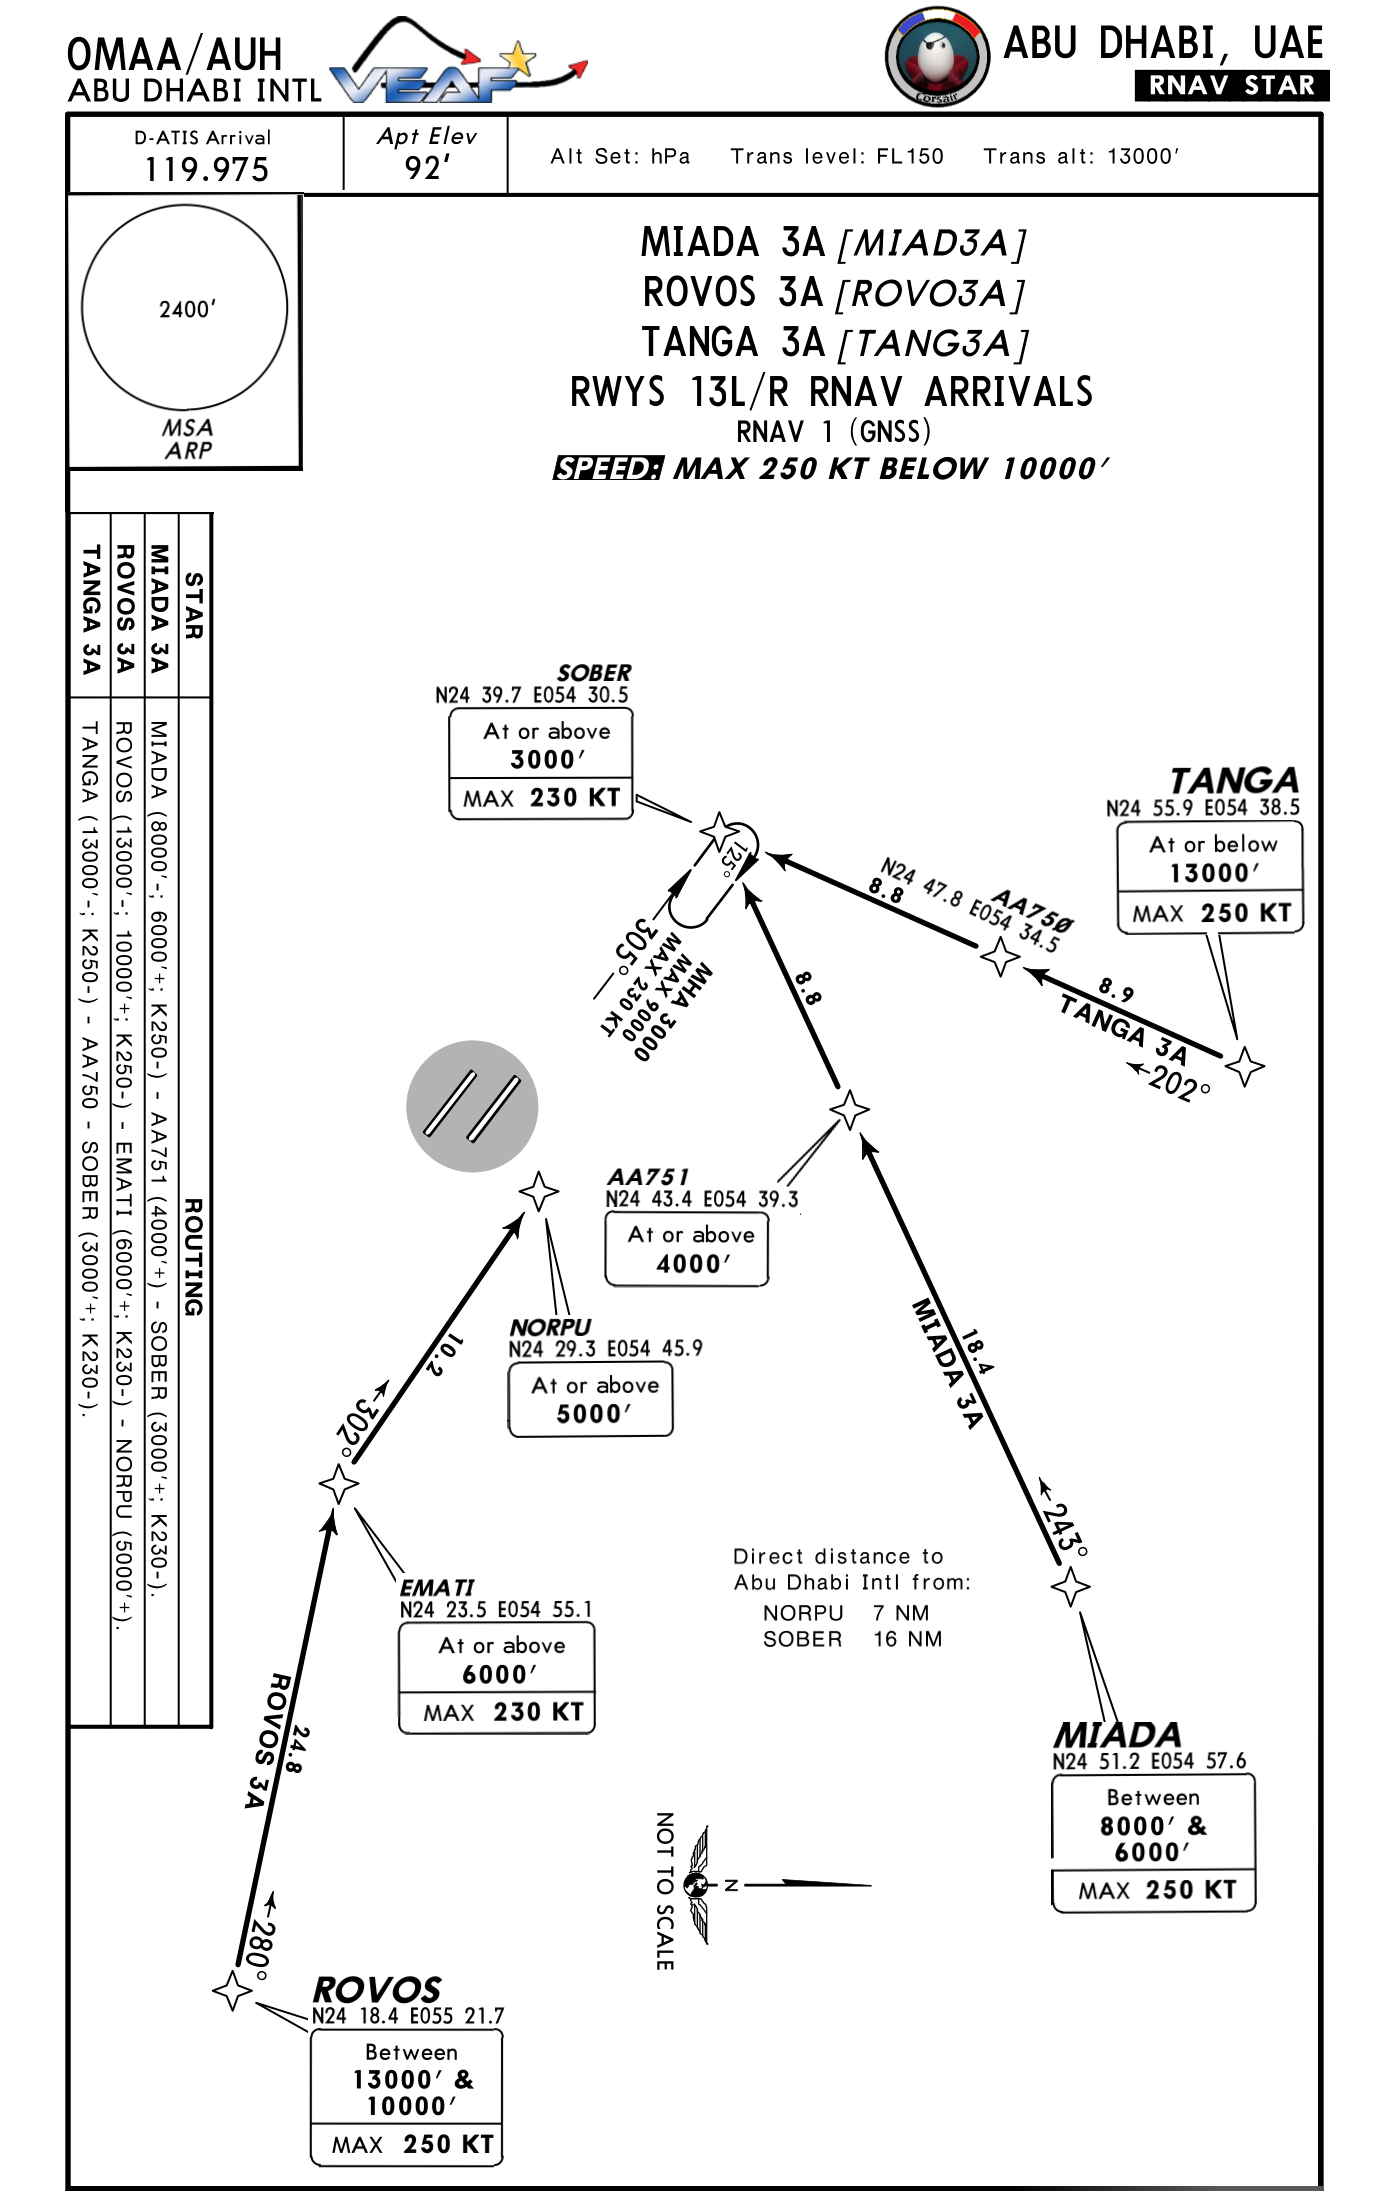 OMAA/AUH
ABU DHABI INTL
VEAF
Corsair
ABU DHABI, UAE
RNAV STAR
D-ATIS Arrival
119.975
Apt Elev
92'
Alt Set: hPa Trans level: FL150 Trans alt: 13000'
2400'
MSA
ARP
MIADA 3A [MIAD3A]
ROVOS 3A [ROVO3A]
TANGA 3A [TANG3A]
RWYS 13L/R RNAV ARRIVALS
RNAV 1 (GNSS)
SPEED: MAX 250 KT BELOW 10000'
STAR
ROUTING
MIADA 3A
MIADA (8000'-; 6000'+; K250-) - AA751 (4000'+) - SOBER (3000'+; K230-).
ROVOS 3A
ROVOS (13000'-; 10000'+; K250-) - EMATI (6000'+; K230-) - NORPU (5000'+).
TANGA 3A
TANGA (13000'-; K250-) - AA750 - SOBER (3000'+; K230-).
SOBER
N24 39.7 E054 30.5
At or above
3000'
MAX 230 KT
TANGA
N24 55.9 E054 38.5
At or below
13000'
MAX 250 KT
AA75Ø
N24 47.8 E054 34.5
8.8
8.9
TANGA 3A
202°
125°
305°
MHA 3000
MAX 9000
MAX 230 KT
8.8
AA751
N24 43.4 E054 39.3
At or above
4000'
NORPU
N24 29.3 E054 45.9
At or above
5000'
10.2
302°
18.4
MIADA 3A
243°
Direct distance to
Abu Dhabi Intl from:
NORPU 7 NM
SOBER 16 NM
EMATI
N24 23.5 E054 55.1
At or above
6000'
MAX 230 KT
24.8
ROVOS 3A
280°
MIADA
N24 51.2 E054 57.6
Between
8000' &
6000'
MAX 250 KT
NOT TO SCALE
N
ROVOS
N24 18.4 E055 21.7
Between
13000' &
10000'
MAX 250 KT